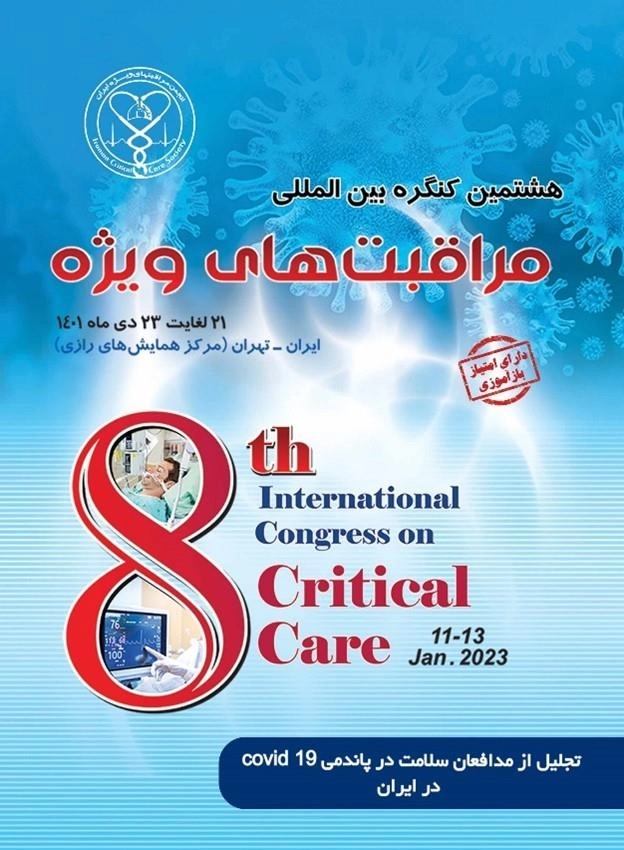 انجمن مراقبتهای ویژه ایران
Iranian Critical Care Society
هشتمین کنگره بین المللی
مراقبت‌های ویژه
۲۱ لغایت ۲۳ دی ماه ۱۴۰۱
ایران - تهران (مرکز همایش‌های رازی)
دارای امتیاز
بازآموزی
8th
International
Congress on
Critical
Care
11-13
Jan . 2023
76
100
تجلیل از مدافعان سلامت در پاندمی covid 19
در ایران